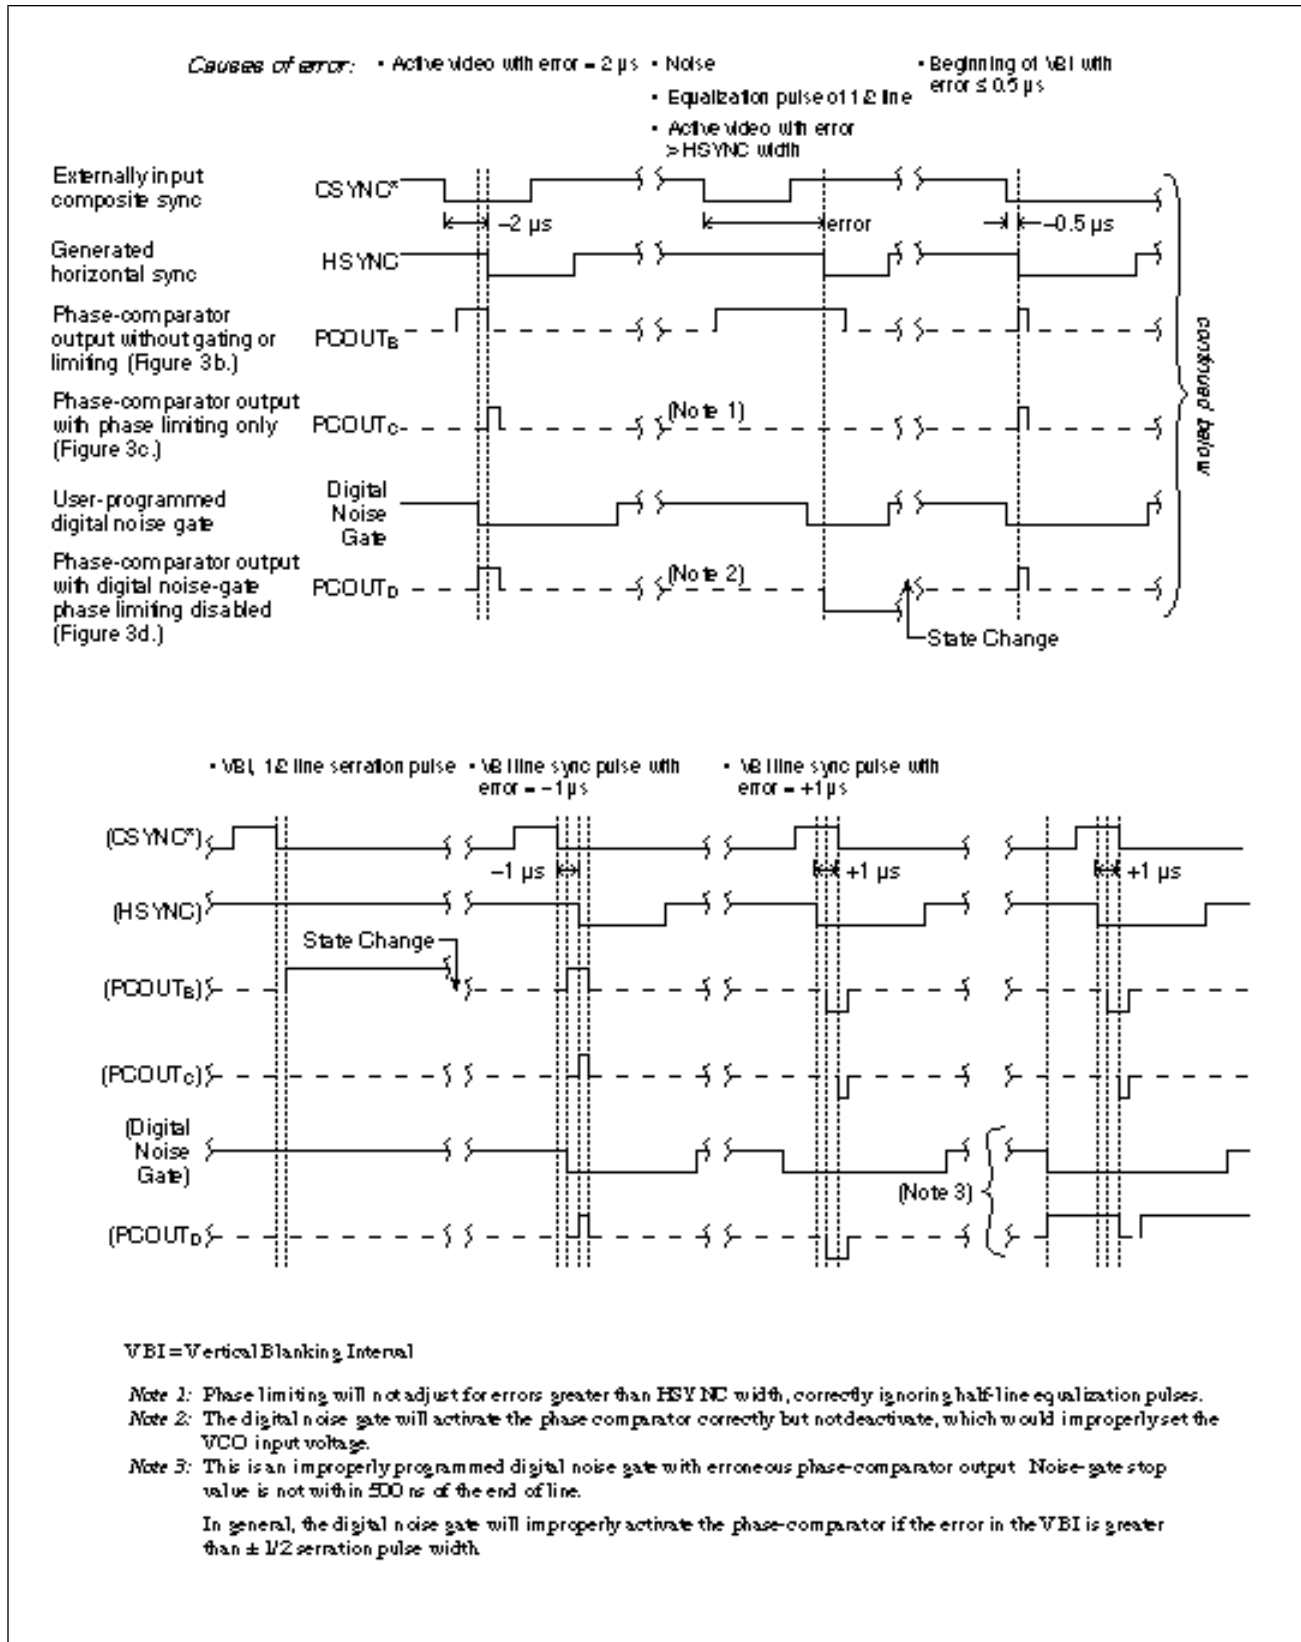 Causes of error: • Active video with error = 2 µs • Noise • Beginning of VBI with
error ≤ 0.5 µs
• Equalization pulse of 1/2 line
• Active video with error
> HSYNC width
Externally input
composite sync
CSYNC*
–2 µs
error
–0.5 µs
Generated
horizontal sync
HSYNC
Phase-comparator
output without gating or
limiting (Figure 3b.)
PCOUTB
continued below
Phase-comparator output
with phase limiting only
(Figure 3c.)
PCOUTC
(Note 1)
User-programmed
digital noise gate
Digital
Noise
Gate
Phase-comparator output
with digital noise-gate
phase limiting disabled
(Figure 3d.)
PCOUTD
(Note 2)
State Change
• VBI, 1/2 line serration pulse • VBI line sync pulse with • VBI line sync pulse with
error = –1 µs error = +1 µs
(CSYNC*)
–1 µs +1 µs +1 µs
(HSYNC)
State Change
(PCOUTB)
(PCOUTC)
(Digital
Noise
Gate)
(Note 3)
(PCOUTD
VBI = Vertical Blanking Interval
Note 1: Phase limiting will not adjust for errors greater than HSYNC width, correctly ignoring half-line equalization pulses.
Note 2: The digital noise gate will activate the phase comparator correctly but not deactivate, which would improperly set the
VCO input voltage.
Note 3: This is an improperly programmed digital noise gate with erroneous phase-comparator output. Noise-gate stop
value is not within 500 ns of the end of line.
In general, the digital noise gate will improperly activate the phase-comparator if the error in the VBI is greater
than ± 1/2 serration pulse width.